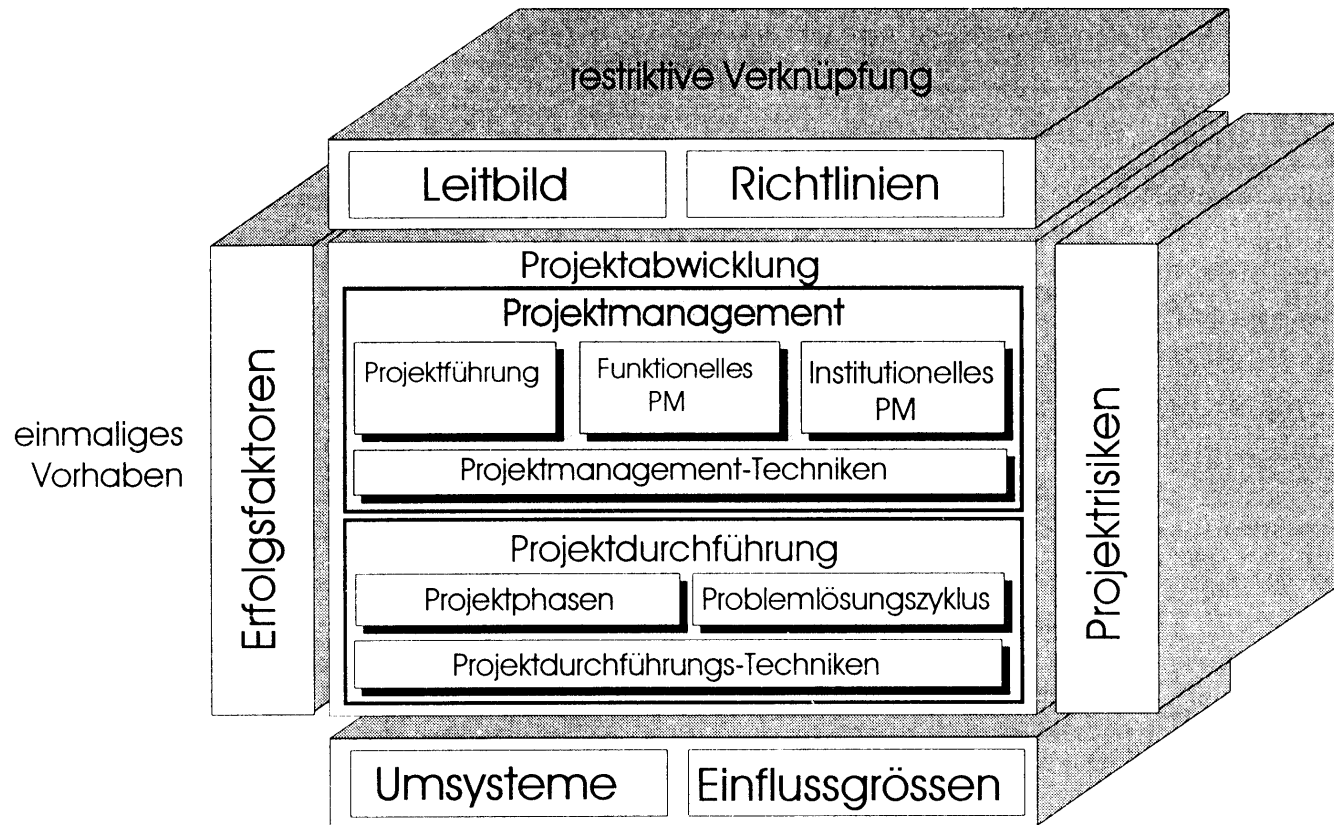 restriktive Verknüpfung
Leitbild
Richtlinien
Projektabwicklung
Projektmanagement
Projektführung
Funktionelles
PM
Institutionelles
PM
Projektmanagement-Techniken
Projektdurchführung
Projektphasen
Problemlösungszyklus
Projektdurchführungs-Techniken
einmaliges
Vorhaben
Erfolgsfaktoren
Projektrisiken
Umsysteme
Einflussgrössen